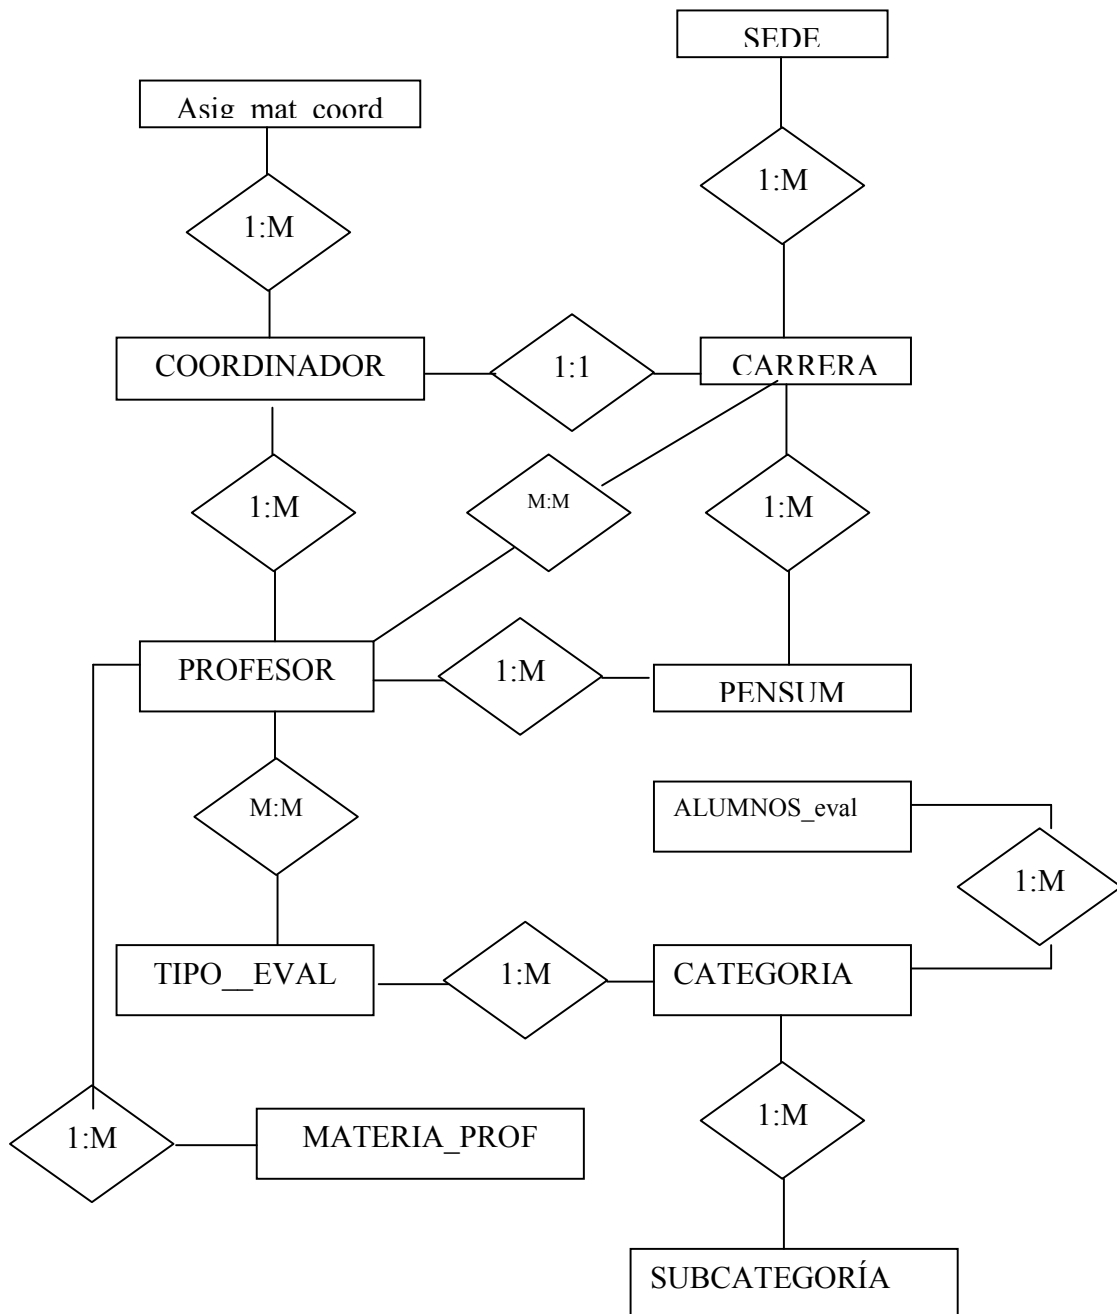 SEDE
Asig_mat_coord
1:M
1:M
COORDINADOR
1:1
CARRERA
1:M
M:M
1:M
PROFESOR
1:M
PENSUM
M:M
ALUMNOS_eval
1:M
TIPO__EVAL
1:M
CATEGORIA
1:M
MATERIA_PROF
1:M
SUBCATEGORÍA